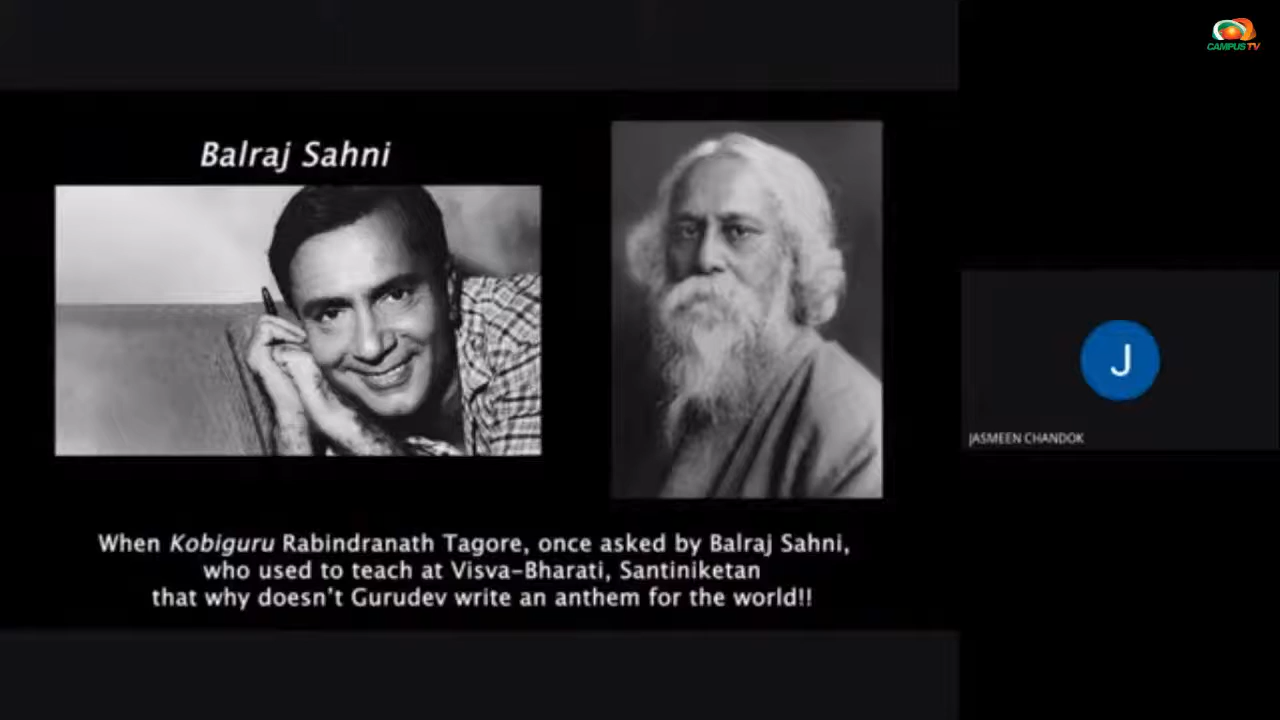 CAMPUS TV
Balraj Sahni
J
JASMEEN CHANDOK
When Kobiguru Rabindranath Tagore, once asked by Balraj Sahni,
who used to teach at Visva-Bharati, Santiniketan
that why doesn't Gurudev write an anthem for the world!!